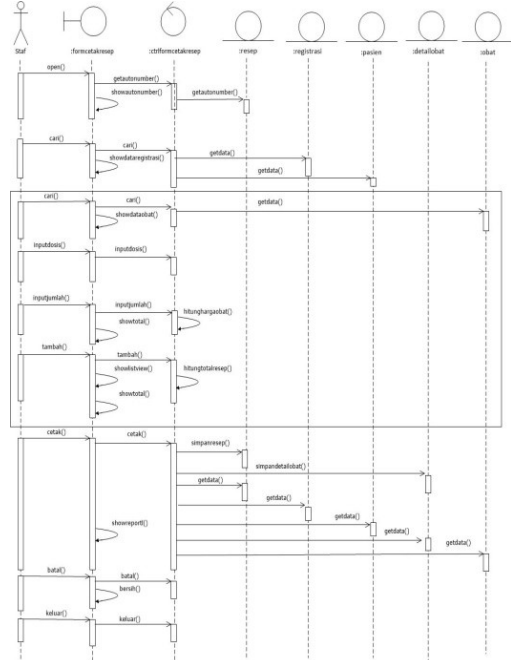 Staf :formcetakresep :ctrlformcetakresep :resep :registrasi :pasien :detailobat :obat
open()
getautonumber()
showautonumber()
getautonumber()
cari()
cari()
showdataregistrasi()
getdata()
getdata()
cari()
cari()
getdata()
showdataobat()
inputdosis()
inputdosis()
inputjumlah()
inputjumlah()
hitunghargaobat()
showtotal()
tambah()
tambah()
showlistview()
hitungtotalresep()
showtotal()
cetak()
cetak()
simpanresep()
simpandetailobat()
getdata()
getdata()
showreportl()
getdata()
getdata()
getdata()
batal()
batal()
bersih()
keluar()
keluar()